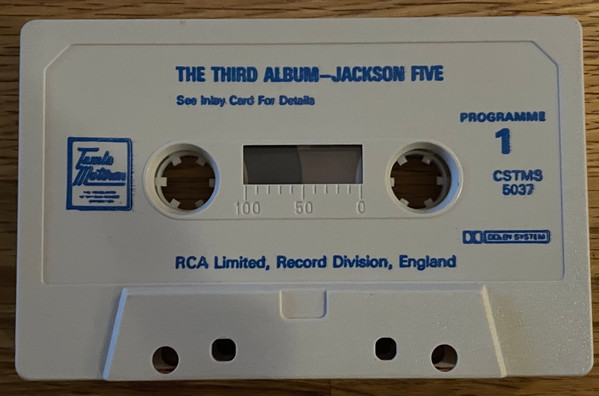 THE THIRD ALBUM–JACKSON FIVE
See Inlay Card For Details
PROGRAMME
1
Tamla
Motown
CSTMS
5037
100 50 0
DOLBY SYSTEM
RCA Limited, Record Division, England